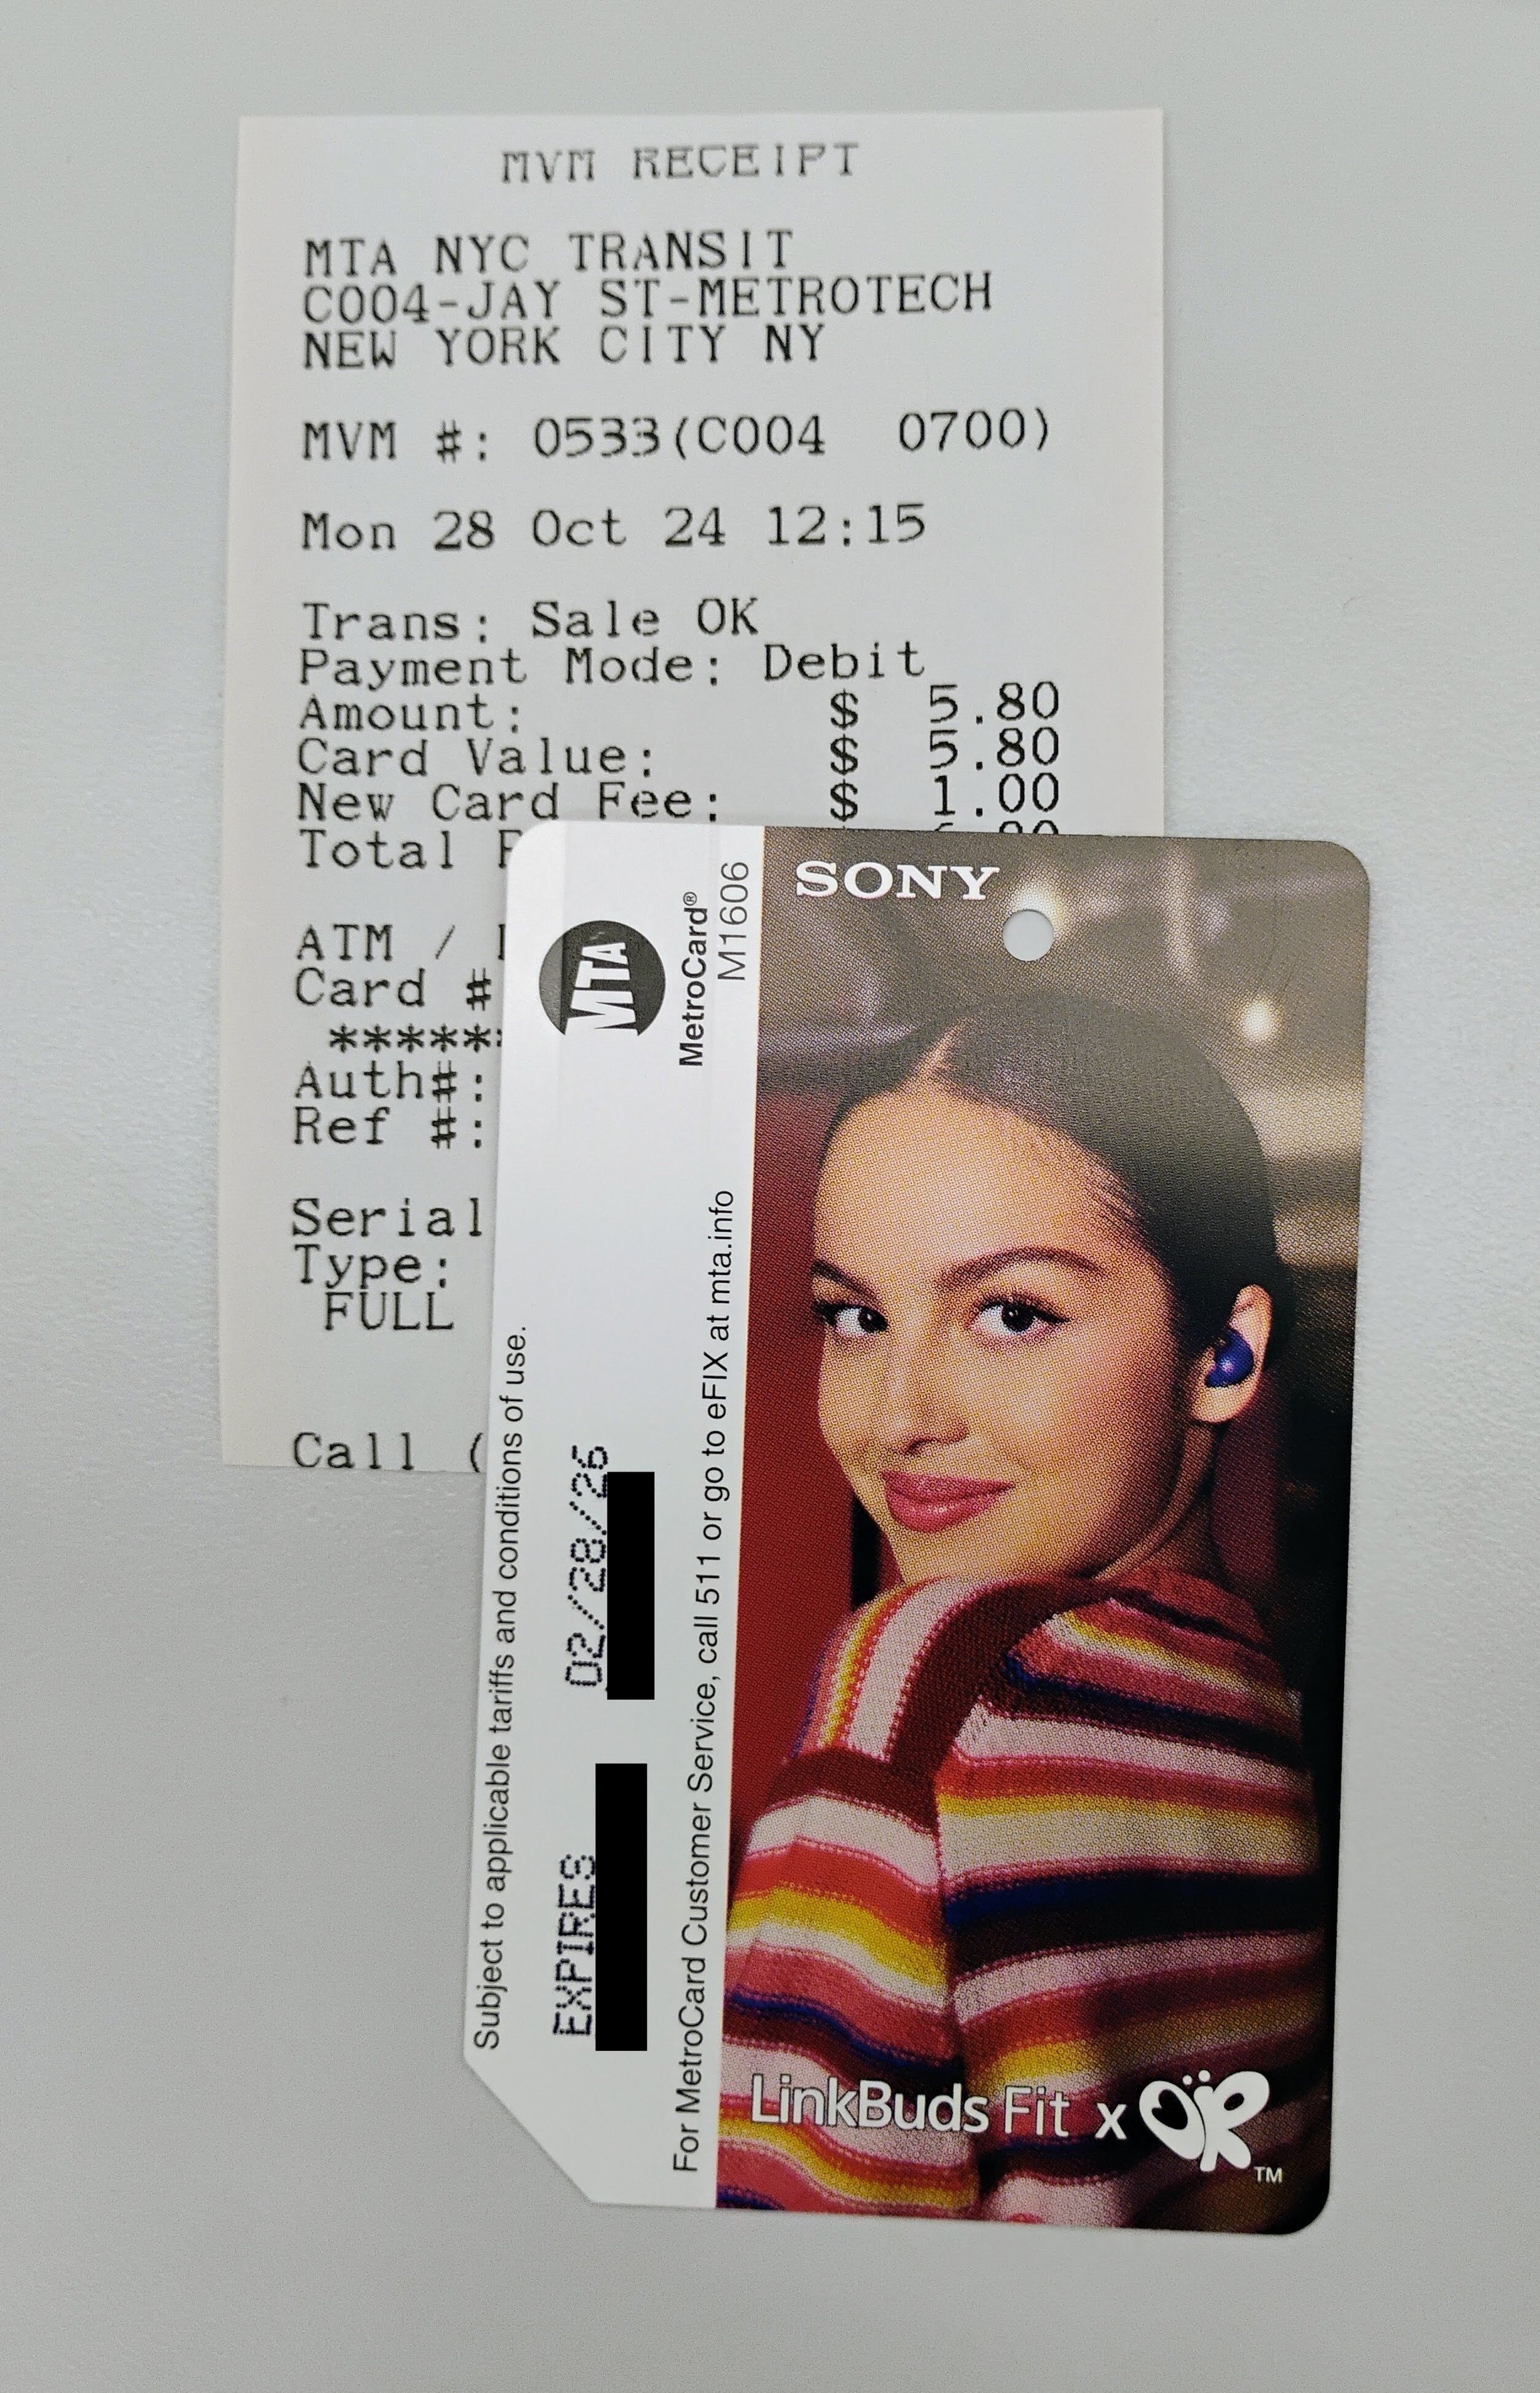 MVM RECEIPT
MTA NYC TRANSIT
C004-JAY ST-METROTECH
NEW YORK CITY NY
MVM #: 0533(C004 0700)
Mon 28 Oct 24 12:15
Trans: Sale OK
Payment Mode: Debit
Amount: $ 5.80
Card Value: $ 5.80
New Card Fee: $ 1.00
Total
ATM /
Card #
*****
Auth#:
Ref #:
Serial
Type:
FULL
Call (
Subject to applicable tariffs and conditions of use.
EXPIRES 02/28/26
MTA
MetroCard®
M1606
For MetroCard Customer Service, call 511 or go to eFIX at mta.info
SONY
LinkBuds Fit x OR™